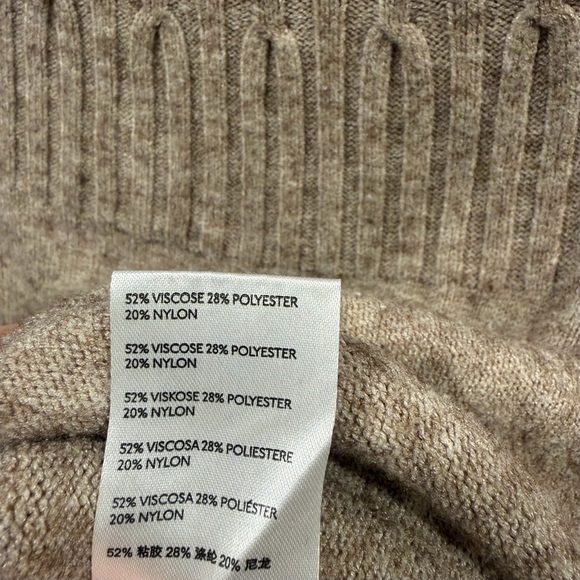 52% VISCOSE 28% POLYESTER
20% NYLON
52% VISCOSE 28% POLYESTER
20% NYLON
52% VISKOSE 28% POLYESTER
20% NYLON
52% VISCOSA 28% POLIESTERE
20% NYLON
52% VISCOSA 28% POLIÉSTER
20% NYLON
52% 粘胶 28% 涤纶 20% 尼龙